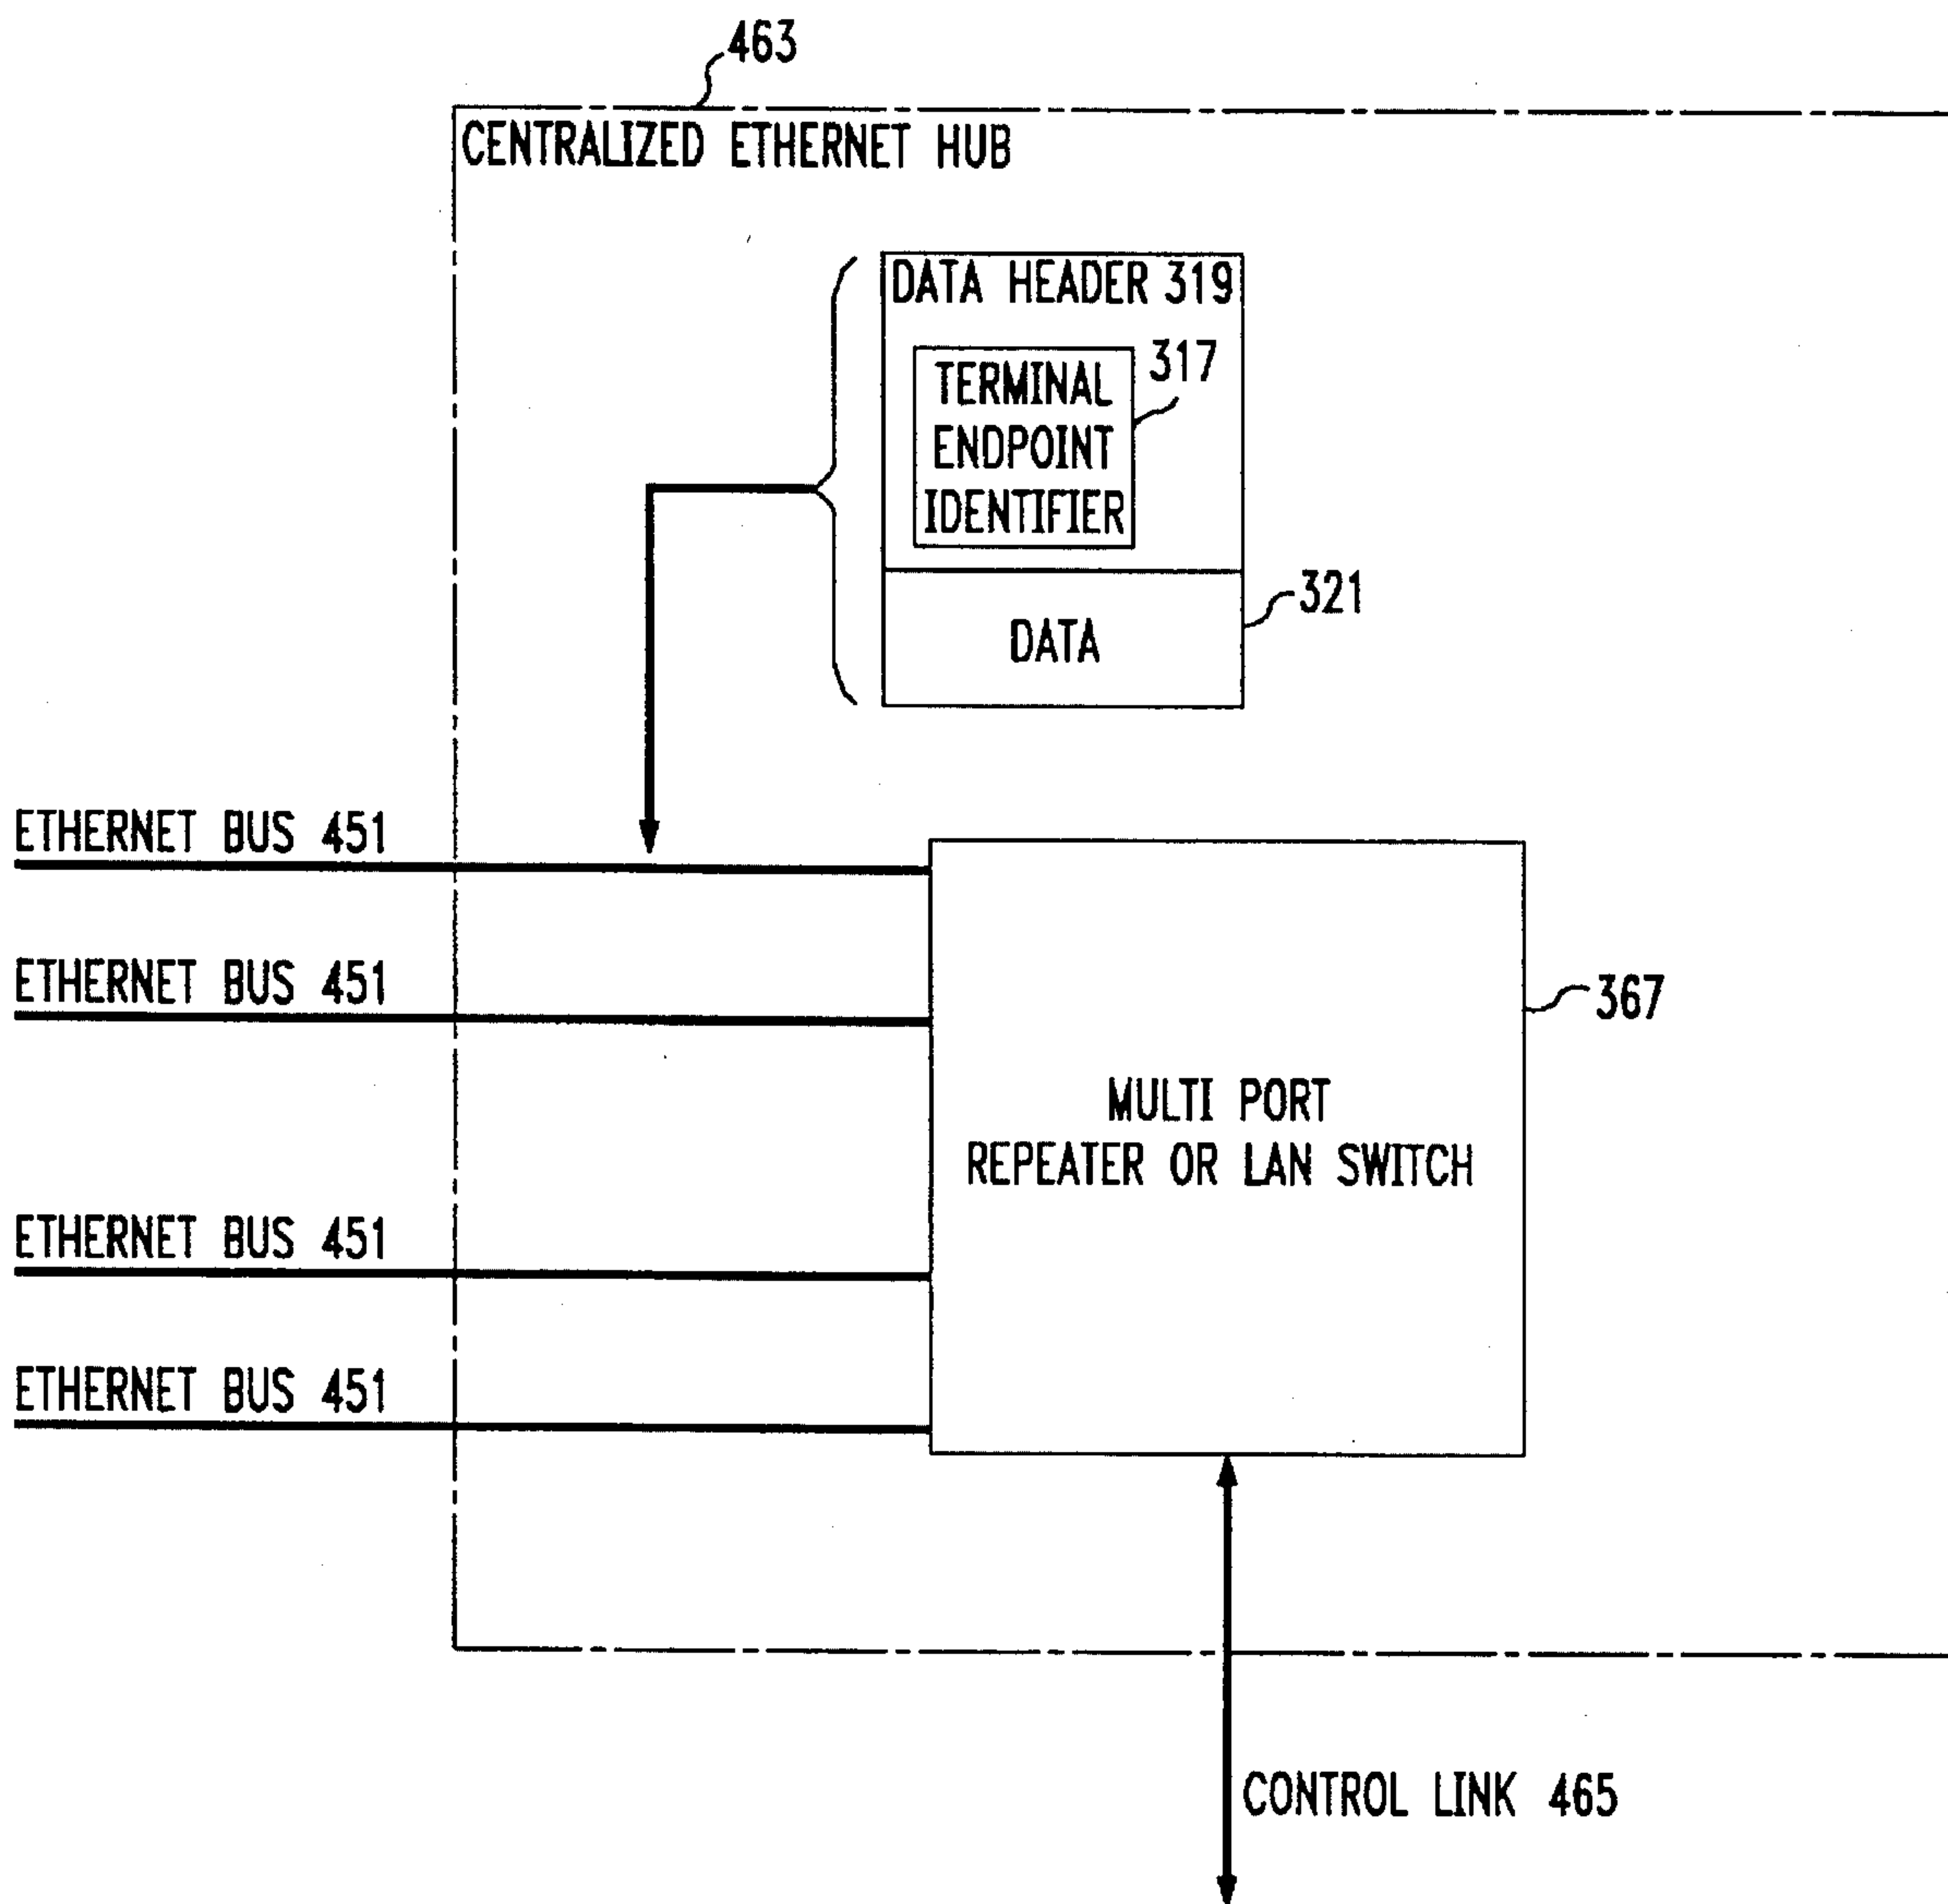 463
CENTRALIZED ETHERNET HUB
DATA HEADER 319
317
TERMINAL
ENDPOINT
IDENTIFIER
321
DATA
ETHERNET BUS 451
ETHERNET BUS 451
367
MULTI PORT
REPEATER OR LAN SWITCH
ETHERNET BUS 451
ETHERNET BUS 451
CONTROL LINK 465